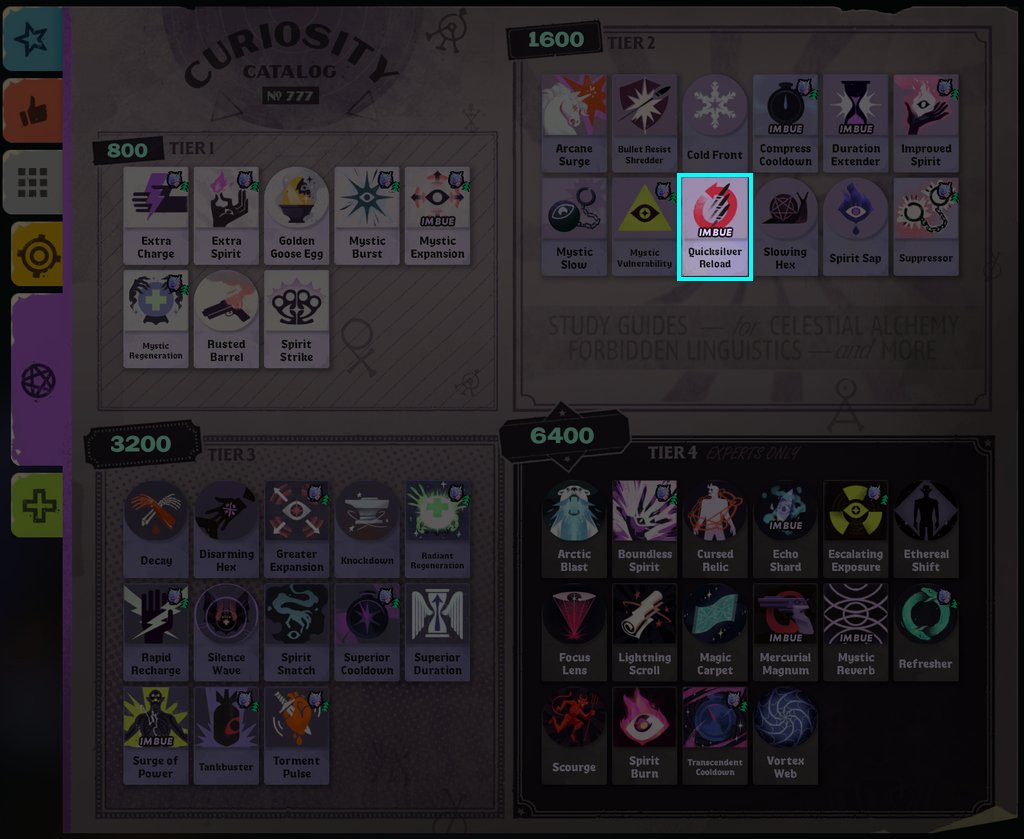 CURIOSITY
CATALOG
Nº 777
800 TIER 1
Extra Charge
Extra Spirit
Golden Goose Egg
Mystic Burst
IMBUE
Mystic Expansion
Mystic Regeneration
Rusted Barrel
Spirit Strike
1600 TIER 2
Arcane Surge
Bullet Resist Shredder
Cold Front
IMBUE
Compress Cooldown
IMBUE
Duration Extender
Improved Spirit
Mystic Slow
Mystic Vulnerability
IMBUE
Quicksilver Reload
Slowing Hex
Spirit Sap
Suppressor
STUDY GUIDES — for CELESTIAL ALCHEMY
FORBIDDEN LINGUISTICS — and MORE
3200 TIER 3
Decay
Disarming Hex
Greater Expansion
Knockdown
Radiant Regeneration
Rapid Recharge
Silence Wave
Spirit Snatch
Superior Cooldown
Superior Duration
IMBUE
Surge of Power
Tankbuster
Torment Pulse
6400 TIER 4 EXPERTS ONLY
Arctic Blast
Boundless Spirit
Cursed Relic
IMBUE
Echo Shard
Escalating Exposure
Ethereal Shift
Focus Lens
Lightning Scroll
Magic Carpet
IMBUE
Mercurial Magnum
IMBUE
Mystic Reverb
Refresher
Scourge
Spirit Burn
Transcendent Cooldown
Vortex Web